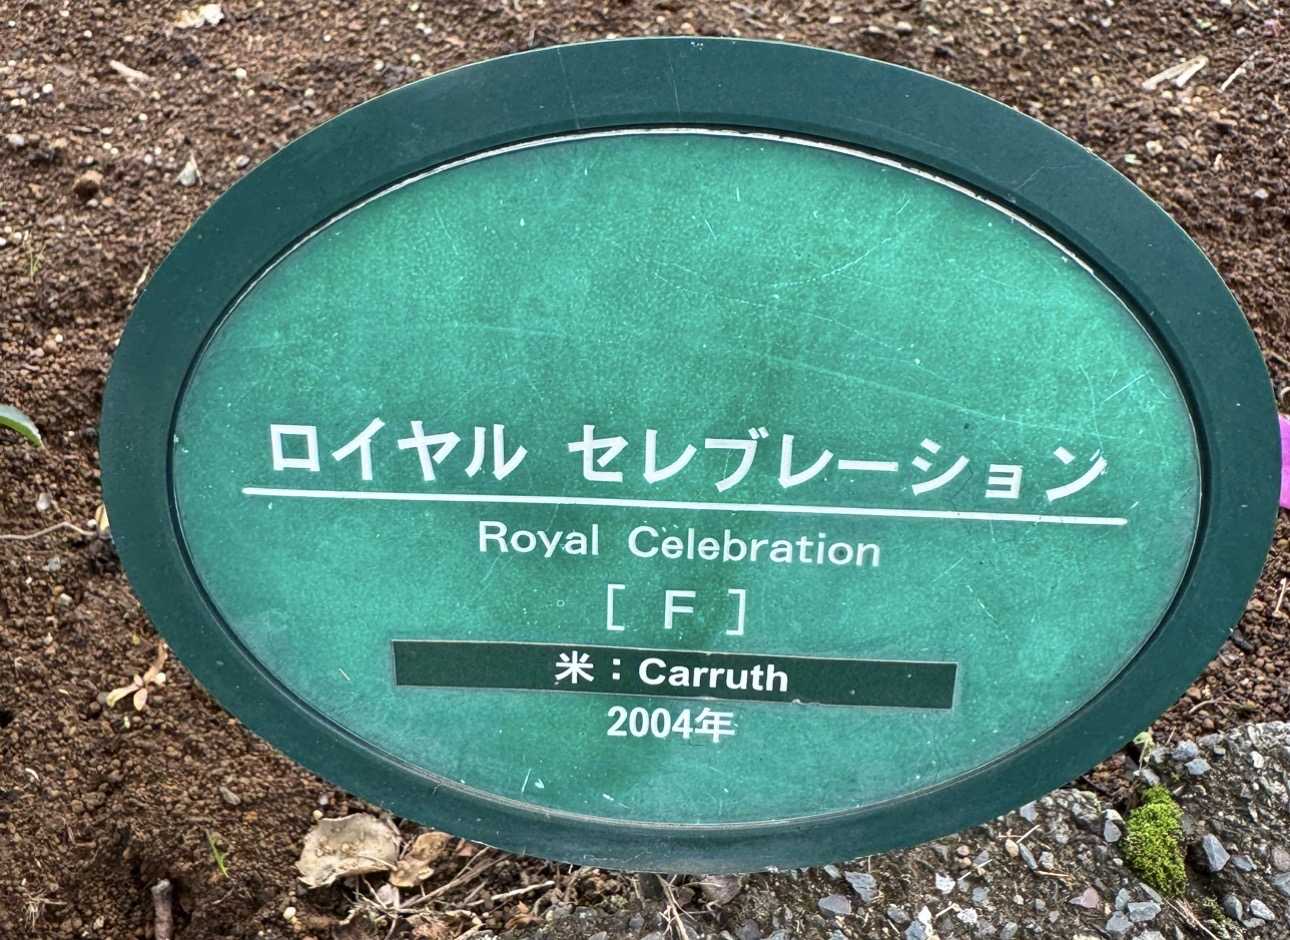 ロイヤル セレブレーション
Royal Celebration
[ F ]
米：Carruth
2004年